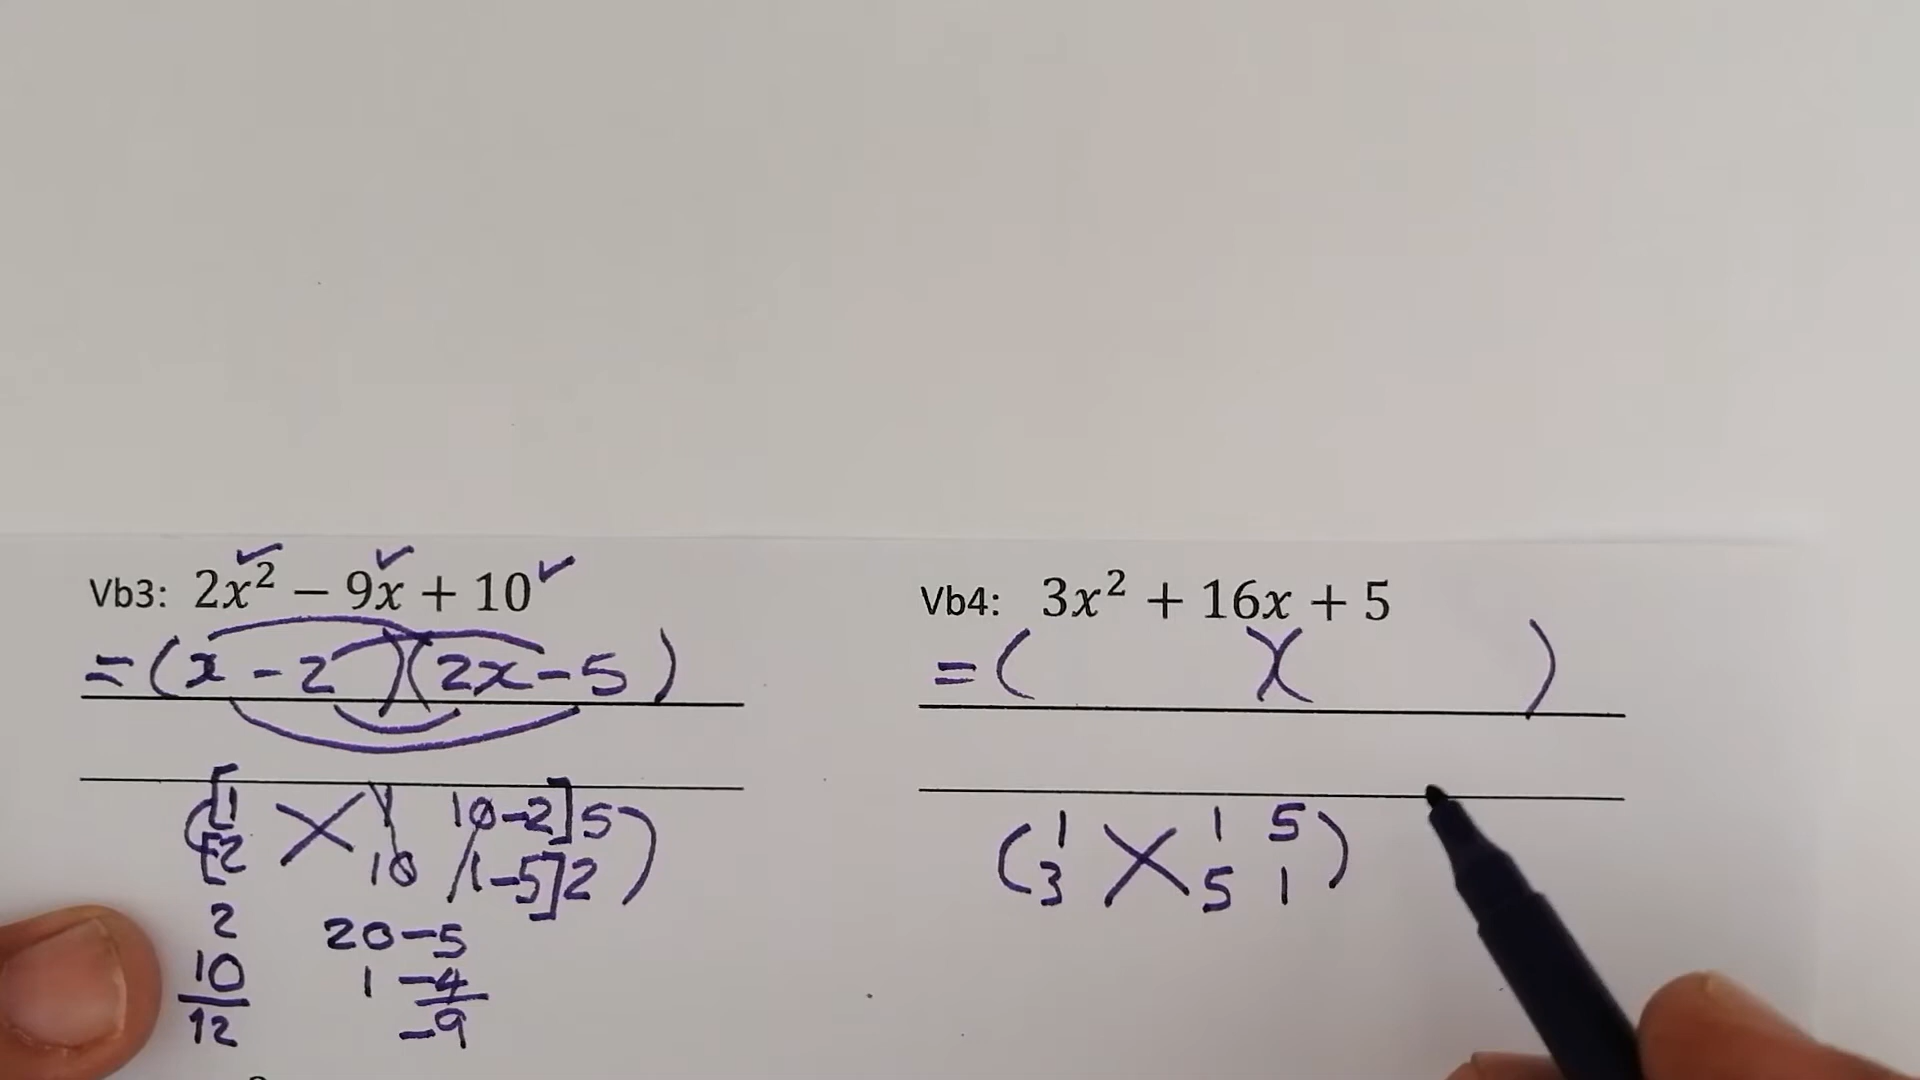 Vb3: 2x² − 9x + 10
= (x − 2)(2x − 5)
([1 1 10 −2] 5)
([2 10 1 −5] 2)
2 20 −5
10 1 −4
12 −9
Vb4: 3x² + 16x + 5
= ( )( )
(1 1 5)
(3 5 1)